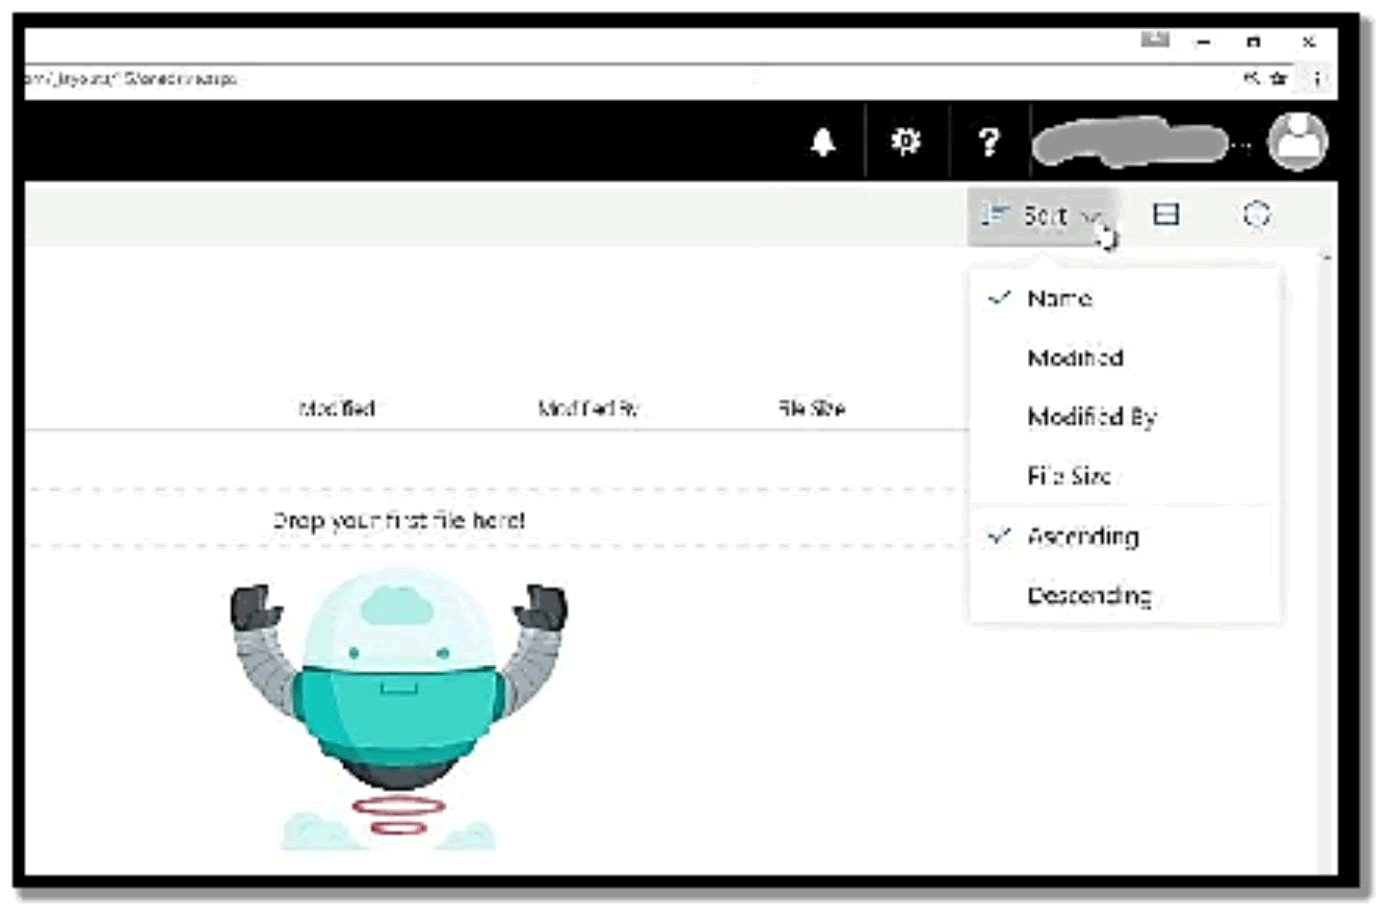 ?
Sort
Name
Modified
Modified By
File Size
Ascending
Descending
Modified Modified By File Size
Drop your first file here!